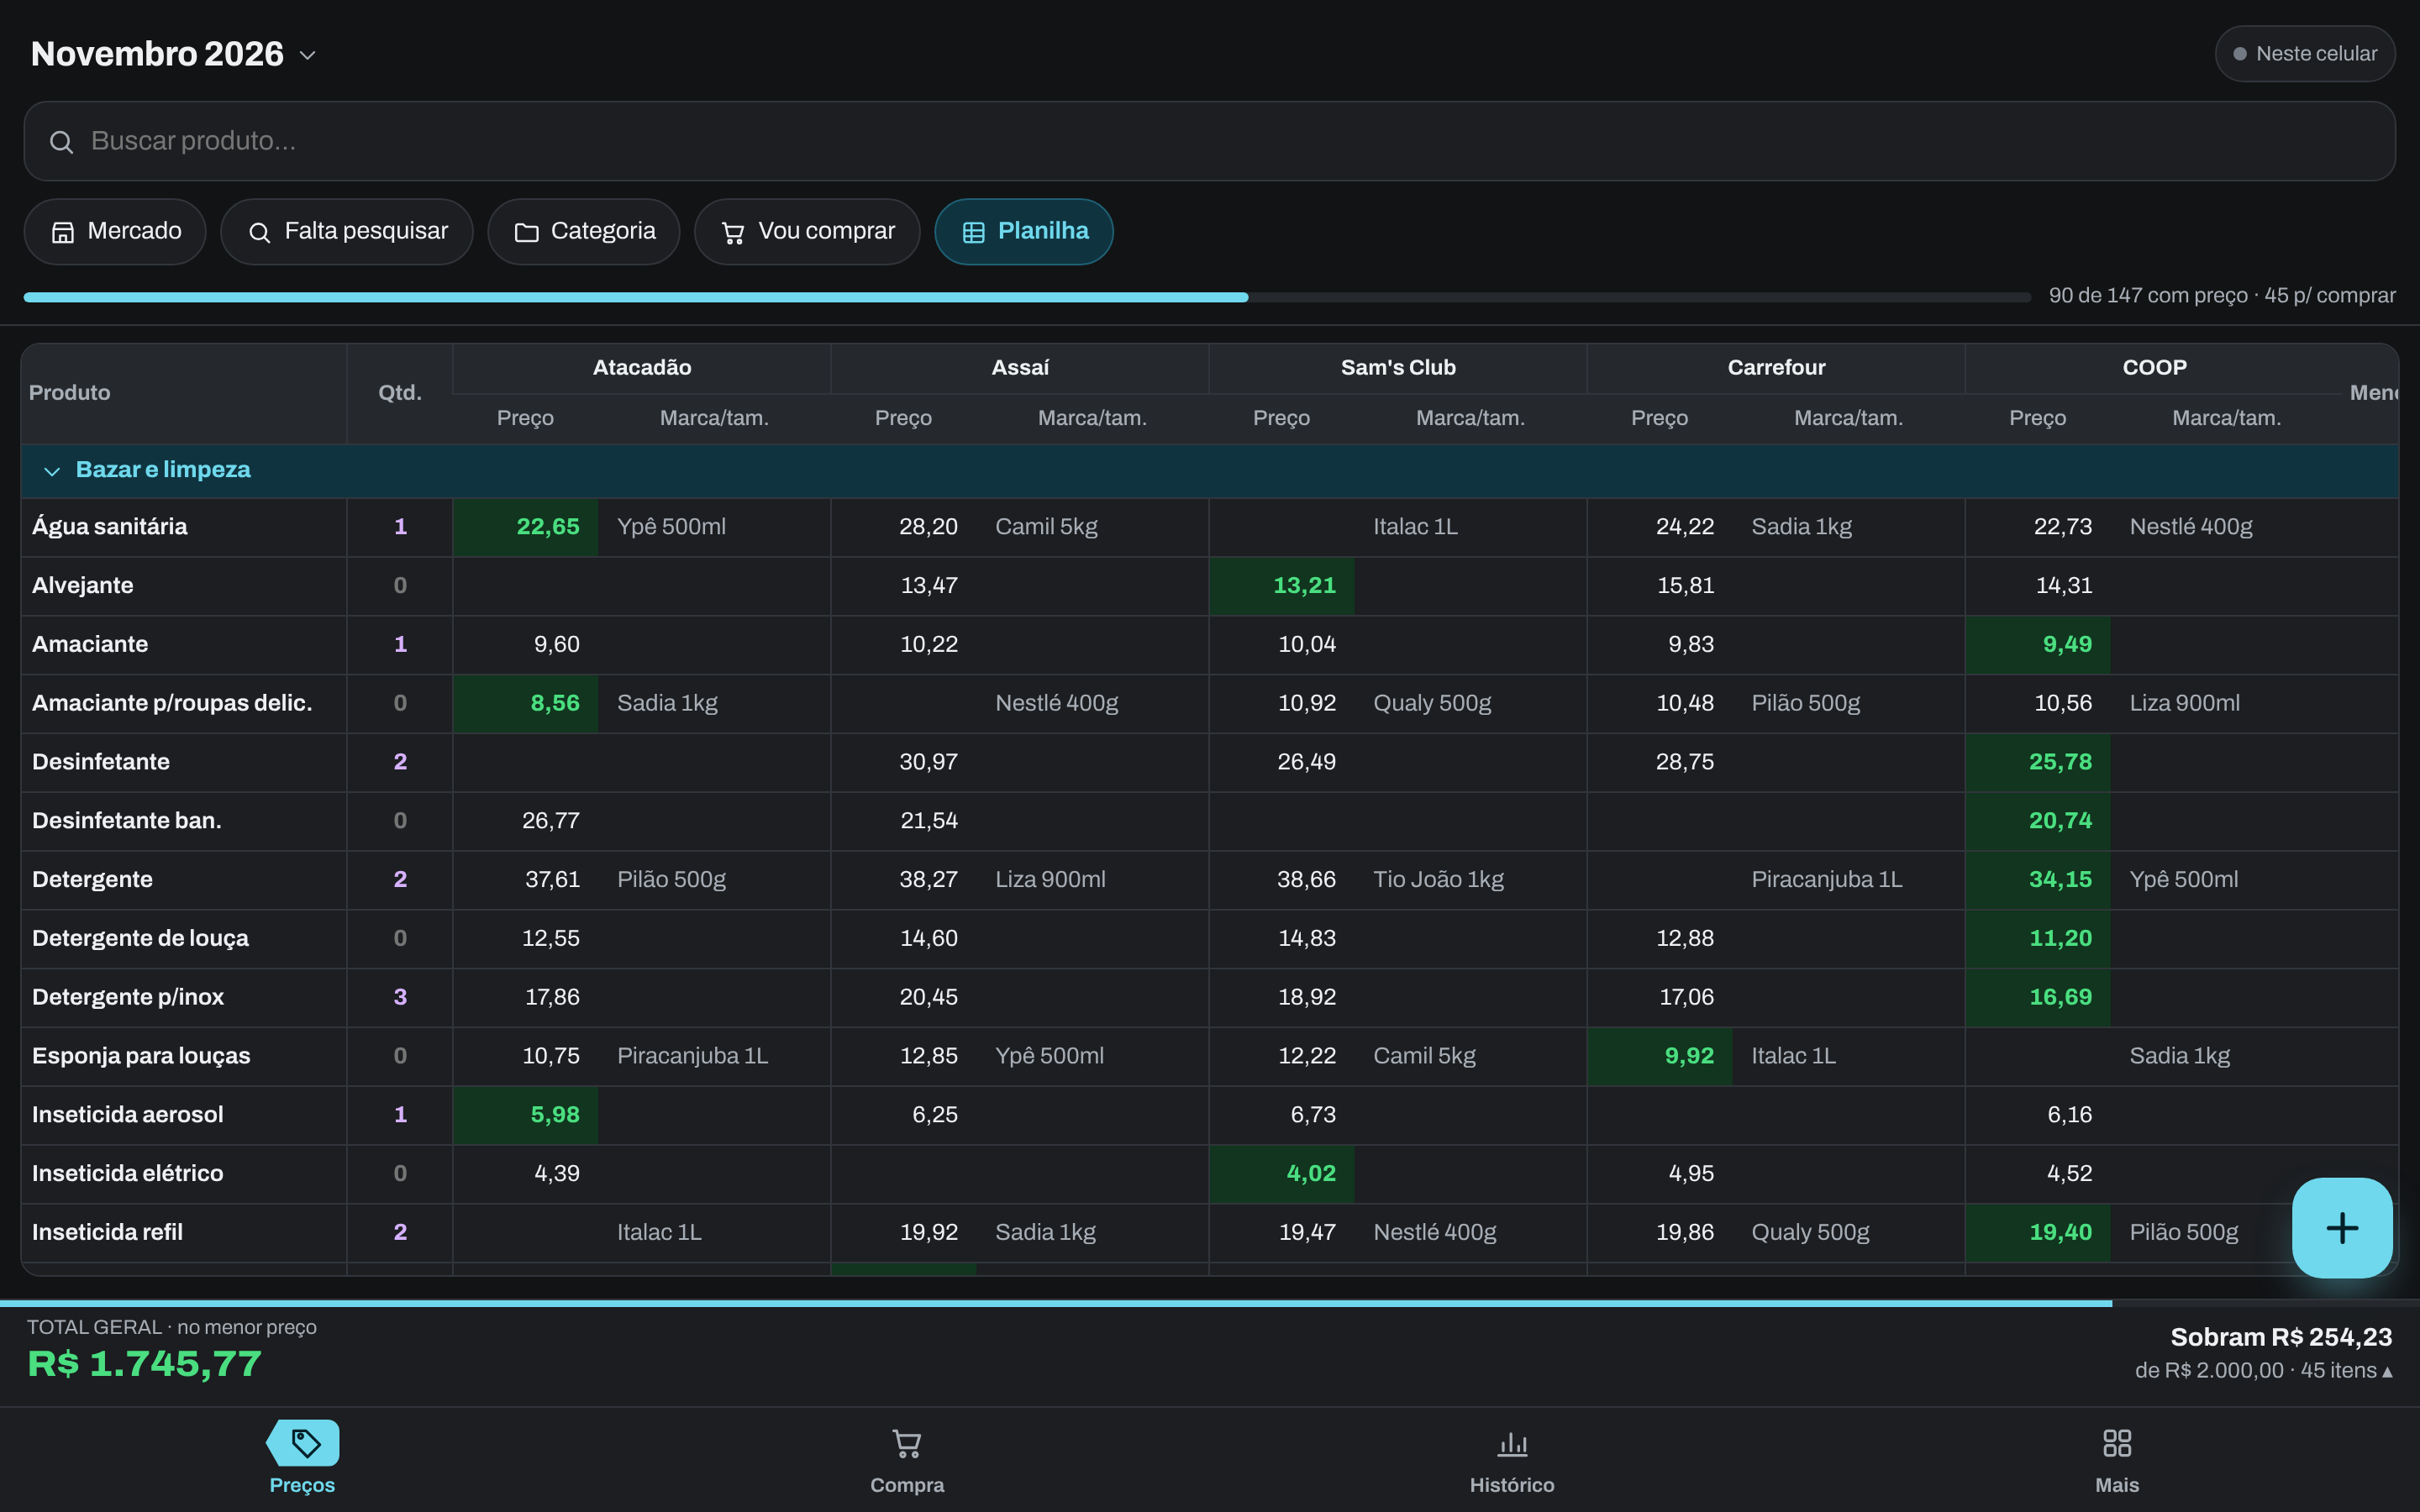 Novembro 2026
Neste celular
Buscar produto...
Mercado Falta pesquisar Categoria Vou comprar Planilha
90 de 147 com preço · 45 p/ comprar
Produto Qtd. Atacadão Assaí Sam's Club Carrefour COOP Men
Preço Marca/tam. Preço Marca/tam. Preço Marca/tam. Preço Marca/tam. Preço Marca/tam.
Bazar e limpeza
Água sanitária 1 22,65 Ypê 500ml 28,20 Camil 5kg Italac 1L 24,22 Sadia 1kg 22,73 Nestlé 400g
Alvejante 0 13,47 13,21 15,81 14,31
Amaciante 1 9,60 10,22 10,04 9,83 9,49
Amaciante p/roupas delic. 0 8,56 Sadia 1kg Nestlé 400g 10,92 Qualy 500g 10,48 Pilão 500g 10,56 Liza 900ml
Desinfetante 2 30,97 26,49 28,75 25,78
Desinfetante ban. 0 26,77 21,54 20,74
Detergente 2 37,61 Pilão 500g 38,27 Liza 900ml 38,66 Tio João 1kg Piracanjuba 1L 34,15 Ypê 500ml
Detergente de louça 0 12,55 14,60 14,83 12,88 11,20
Detergente p/inox 3 17,86 20,45 18,92 17,06 16,69
Esponja para louças 0 10,75 Piracanjuba 1L 12,85 Ypê 500ml 12,22 Camil 5kg 9,92 Italac 1L Sadia 1kg
Inseticida aerosol 1 5,98 6,25 6,73 6,16
Inseticida elétrico 0 4,39 4,02 4,95 4,52
Inseticida refil 2 Italac 1L 19,92 Sadia 1kg 19,47 Nestlé 400g 19,86 Qualy 500g 19,40 Pilão 500g
TOTAL GERAL · no menor preço
R$ 1.745,77
Sobram R$ 254,23
de R$ 2.000,00 · 45 itens ▴
Preços Compra Histórico Mais